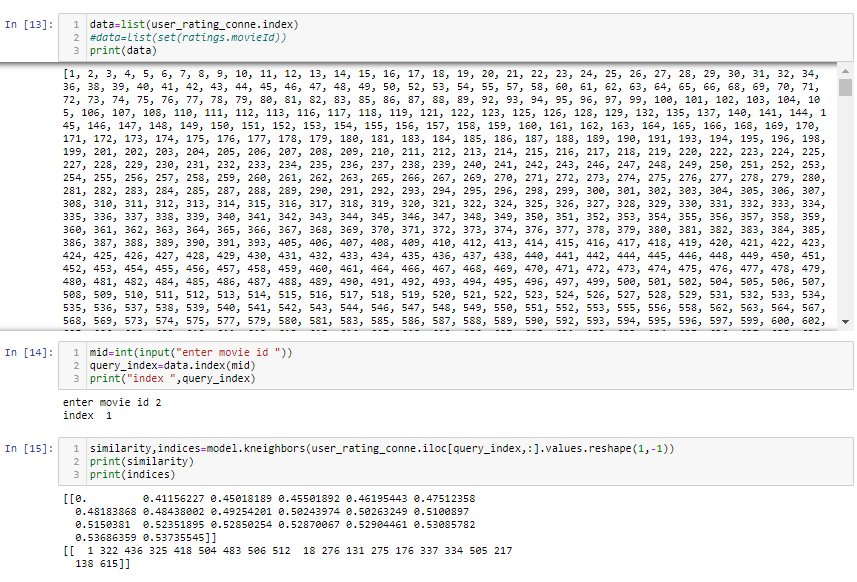 In [13]:
1 data=list(user_rating_conne.index)
2 #data=list(set(ratings.movieId))
3 print(data)
[1, 2, 3, 4, 5, 6, 7, 8, 9, 10, 11, 12, 13, 14, 15, 16, 17, 18, 19, 20, 21, 22, 23, 24, 25, 26, 27, 28, 29, 30, 31, 32, 34,
36, 38, 39, 40, 41, 42, 43, 44, 45, 46, 47, 48, 49, 50, 52, 53, 54, 55, 57, 58, 60, 61, 62, 63, 64, 65, 66, 68, 69, 70, 71,
72, 73, 74, 75, 76, 77, 78, 79, 80, 81, 82, 83, 85, 86, 87, 88, 89, 92, 93, 94, 95, 96, 97, 99, 100, 101, 102, 103, 104, 10
5, 106, 107, 108, 110, 111, 112, 113, 116, 117, 118, 119, 121, 122, 123, 125, 126, 128, 129, 132, 135, 137, 140, 141, 144, 1
45, 146, 147, 148, 149, 150, 151, 152, 153, 154, 155, 156, 157, 158, 159, 160, 161, 162, 163, 164, 165, 166, 168, 169, 170,
171, 172, 173, 174, 175, 176, 177, 178, 179, 180, 181, 183, 184, 185, 186, 187, 188, 189, 190, 191, 193, 194, 195, 196, 198,
199, 201, 202, 203, 204, 205, 206, 207, 208, 209, 210, 211, 212, 213, 214, 215, 216, 217, 218, 219, 220, 222, 223, 224, 225,
227, 228, 229, 230, 231, 232, 233, 234, 235, 236, 237, 238, 239, 240, 241, 242, 243, 246, 247, 248, 249, 250, 251, 252, 253,
254, 255, 256, 257, 258, 259, 260, 261, 262, 263, 265, 266, 267, 269, 270, 271, 272, 273, 274, 275, 276, 277, 278, 279, 280,
281, 282, 283, 284, 285, 287, 288, 289, 290, 291, 292, 293, 294, 295, 296, 298, 299, 300, 301, 302, 303, 304, 305, 306, 307,
308, 310, 311, 312, 313, 314, 315, 316, 317, 318, 319, 320, 321, 322, 324, 325, 326, 327, 328, 329, 330, 331, 332, 333, 334,
335, 336, 337, 338, 339, 340, 341, 342, 343, 344, 345, 346, 347, 348, 349, 350, 351, 352, 353, 354, 355, 356, 357, 358, 359,
360, 361, 362, 363, 364, 365, 366, 367, 368, 369, 370, 371, 372, 373, 374, 376, 377, 378, 379, 380, 381, 382, 383, 384, 385,
386, 387, 388, 389, 390, 391, 393, 405, 406, 407, 408, 409, 410, 412, 413, 414, 415, 416, 417, 418, 419, 420, 421, 422, 423,
424, 425, 426, 427, 428, 429, 430, 431, 432, 433, 434, 435, 436, 437, 438, 440, 441, 442, 444, 445, 446, 448, 449, 450, 451,
452, 453, 454, 455, 456, 457, 458, 459, 460, 461, 464, 466, 467, 468, 469, 470, 471, 472, 473, 474, 475, 476, 477, 478, 479,
480, 481, 482, 484, 485, 486, 487, 488, 489, 490, 491, 492, 493, 494, 495, 496, 497, 499, 500, 501, 502, 504, 505, 506, 507,
508, 509, 510, 511, 512, 513, 514, 515, 516, 517, 518, 519, 520, 521, 522, 523, 524, 526, 527, 528, 529, 531, 532, 533, 534,
535, 536, 537, 538, 539, 540, 541, 542, 543, 544, 546, 547, 548, 549, 550, 551, 552, 553, 555, 556, 558, 562, 563, 564, 567,
568, 569, 573, 574, 575, 577, 579, 580, 581, 583, 585, 586, 587, 588, 589, 590, 592, 593, 594, 595, 596, 597, 599, 600, 602,
In [14]:
1 mid=int(input("enter movie id "))
2 query_index=data.index(mid)
3 print("index ",query_index)
enter movie id 2
index  1
In [15]:
1 similarity,indices=model.kneighbors(user_rating_conne.iloc[query_index,:].values.reshape(1,-1))
2 print(similarity)
3 print(indices)
[[0.         0.41156227 0.45018189 0.45501892 0.46195443 0.47512358
0.48183868 0.48438002 0.49254201 0.50243974 0.50263249 0.5100897
0.5150381  0.52351895 0.52850254 0.52870067 0.52904461 0.53085782
0.53686359 0.53735545]]
[[  1 322 436 325 418 504 483 506 512  18 276 131 275 176 337 334 505 217
138 615]]